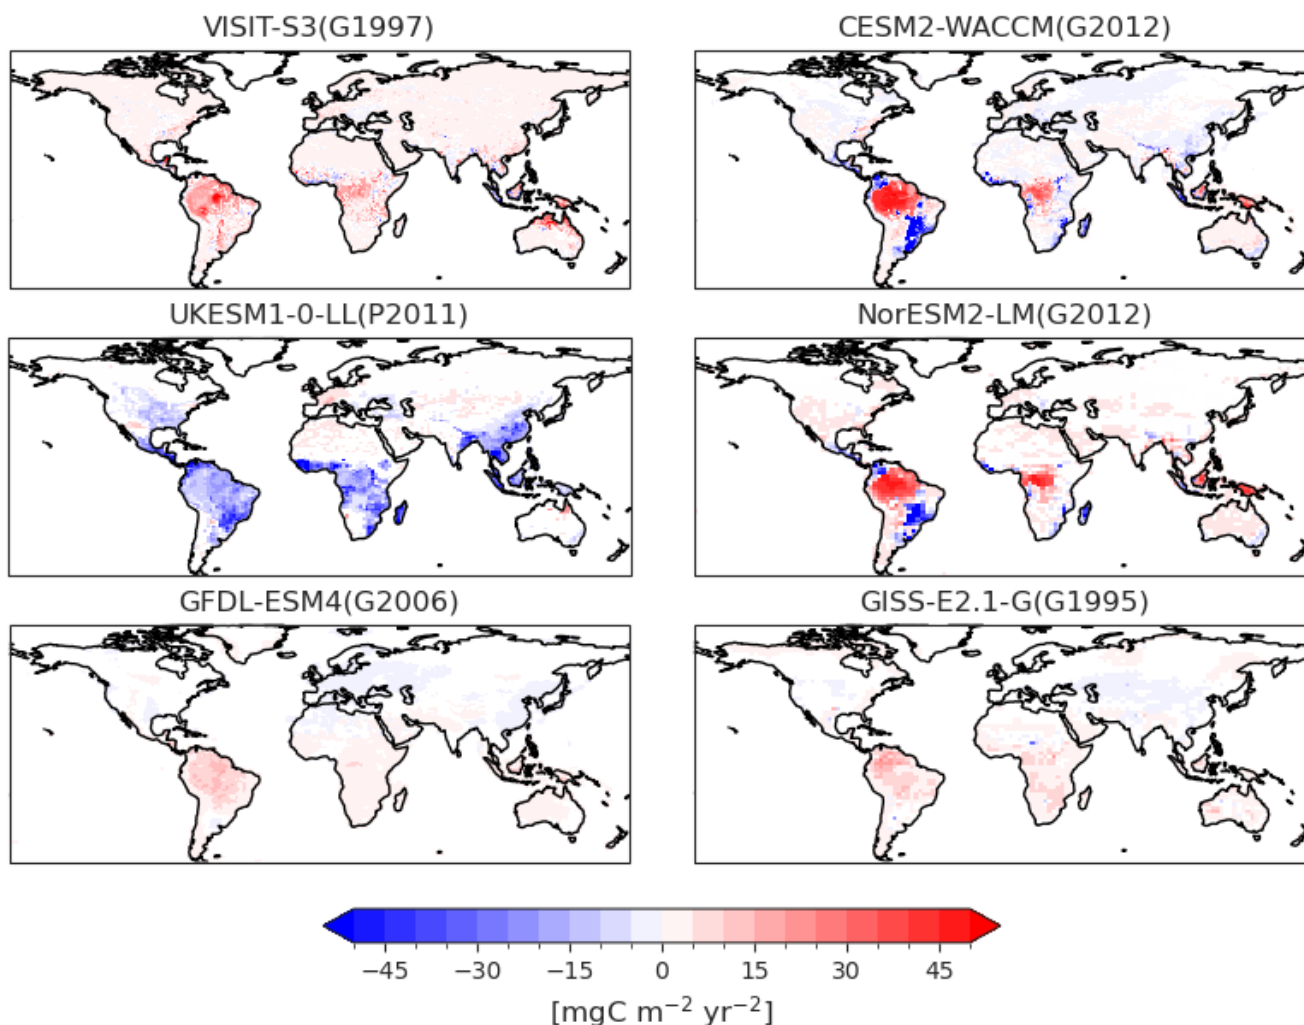 VISIT-S3(G1997) CESM2-WACCM(G2012)
UKESM1-0-LL(P2011) NorESM2-LM(G2012)
GFDL-ESM4(G2006) GISS-E2.1-G(G1995)
−45 −30 −15 0 15 30 45
[mgC m⁻² yr⁻²]